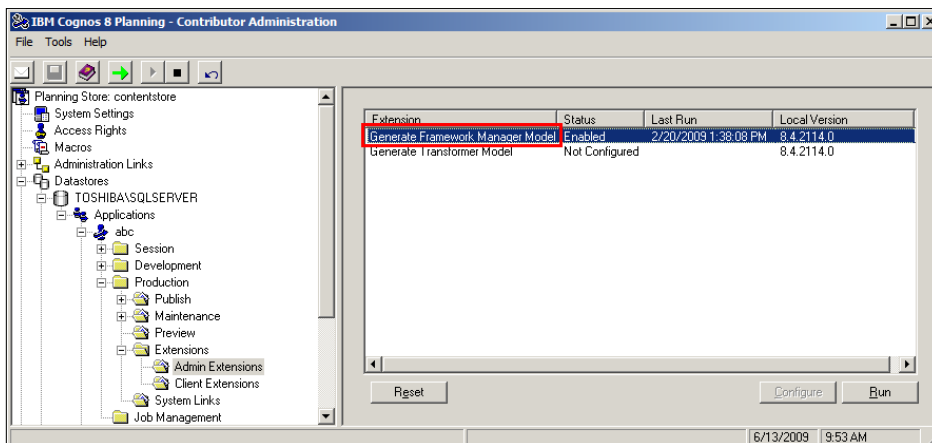 IBM Cognos 8 Planning - Contributor Administration
File Tools Help
Planning Store: contentstore
System Settings
Access Rights
Macros
Administration Links
Datastores
TOSHIBA\SQLSERVER
Applications
abc
Session
Development
Production
Publish
Maintenance
Preview
Extensions
Admin Extensions
Client Extensions
System Links
Job Management
Extension Status Last Run Local Version
Generate Framework Manager Model Enabled 2/20/2009 1:38:08 PM 8.4.2114.0
Generate Transformer Model Not Configured 8.4.2114.0
Reset Configure Run
6/13/2009 9:53 AM